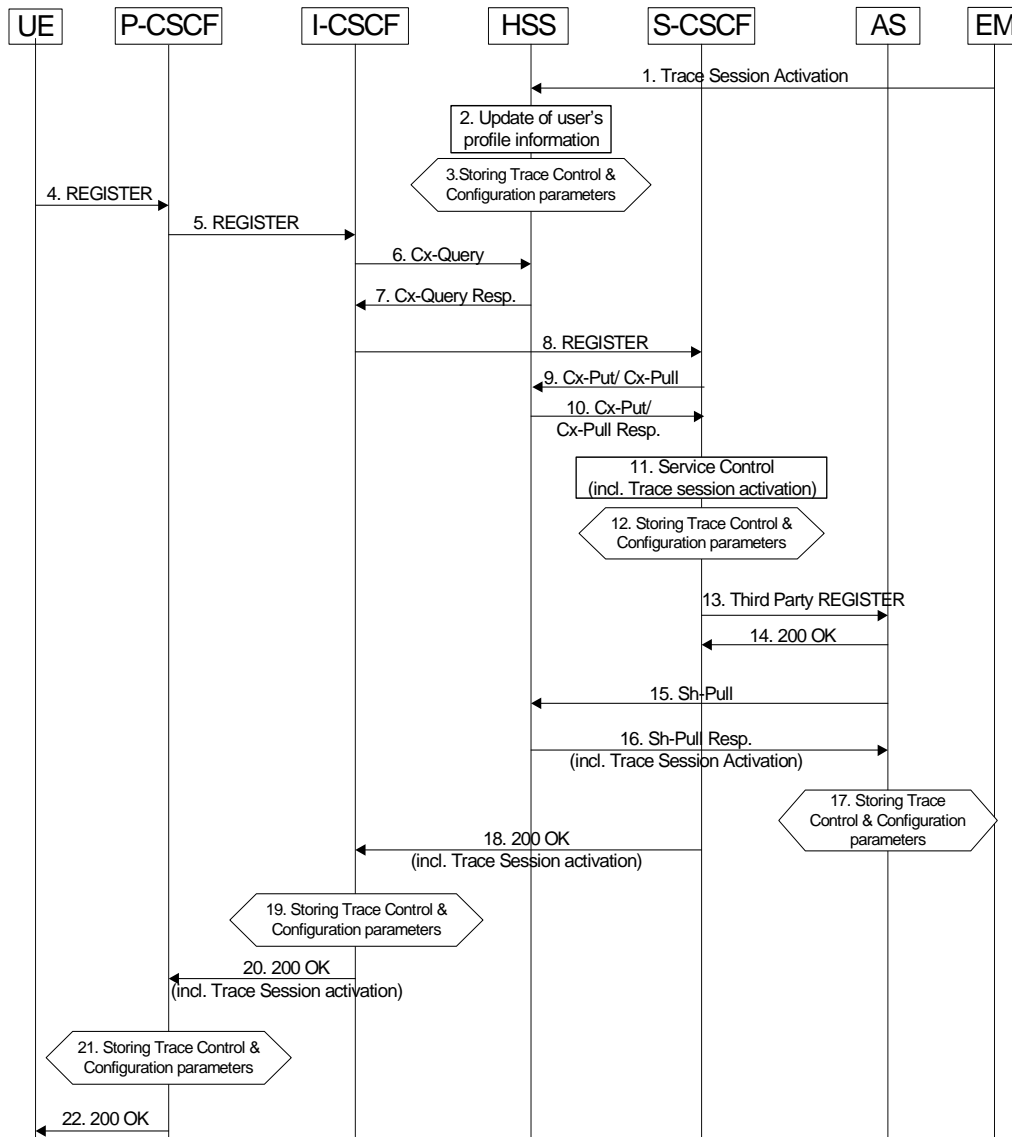 UE
P-CSCF
I-CSCF
HSS
S-CSCF
AS
EM
1. Trace Session Activation
2. Update of user's
profile information
3.Storing Trace Control &
Configuration parameters
4. REGISTER
5. REGISTER
6. Cx-Query
7. Cx-Query Resp.
8. REGISTER
9. Cx-Put/ Cx-Pull
10. Cx-Put/
Cx-Pull Resp.
11. Service Control
(incl. Trace session activation)
12. Storing Trace Control &
Configuration parameters
13. Third Party REGISTER
14. 200 OK
15. Sh-Pull
16. Sh-Pull Resp.
(incl. Trace Session Activation)
17. Storing Trace
Control & Configuration
parameters
18. 200 OK
(incl. Trace Session activation)
19. Storing Trace Control &
Configuration parameters
20. 200 OK
(incl. Trace Session activation)
21. Storing Trace Control &
Configuration parameters
22. 200 OK